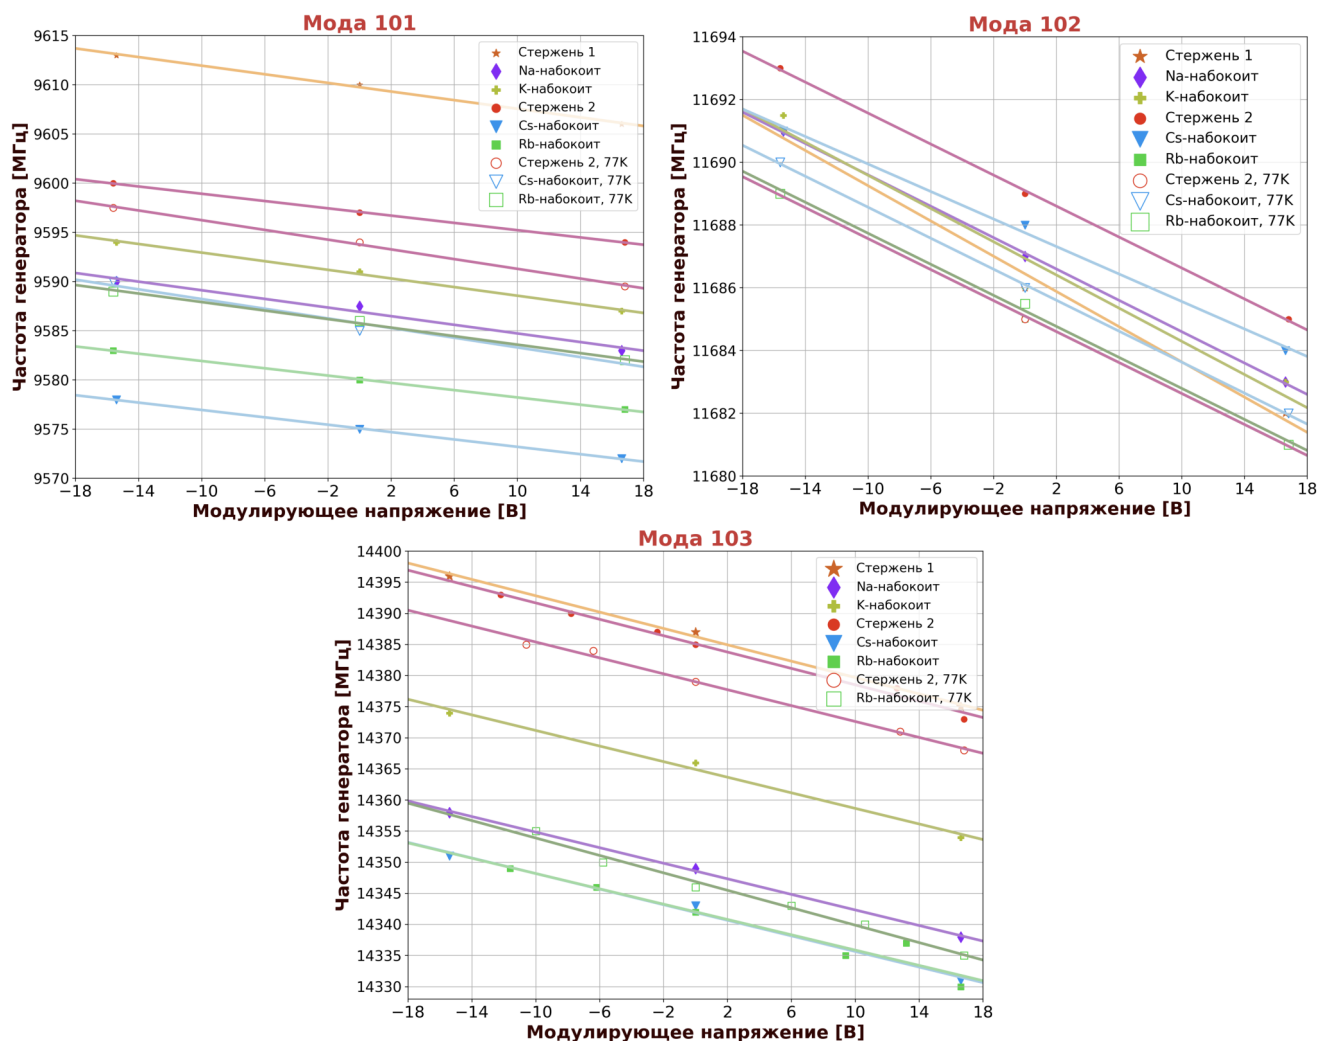 Мода 101
Частота генератора [МГц]
9615
9610
9605
9600
9595
9590
9585
9580
9575
9570
Стержень 1
Na-набокоит
K-набокоит
Стержень 2
Cs-набокоит
Rb-набокоит
Стержень 2, 77K
Cs-набокоит, 77K
Rb-набокоит, 77K
−18 −14 −10 −6 −2 2 6 10 14 18
Модулирующее напряжение [В]
Мода 102
Частота генератора [МГц]
11694
11692
11690
11688
11686
11684
11682
11680
Стержень 1
Na-набокоит
K-набокоит
Стержень 2
Cs-набокоит
Rb-набокоит
Стержень 2, 77K
Cs-набокоит, 77K
Rb-набокоит, 77K
−18 −14 −10 −6 −2 2 6 10 14 18
Модулирующее напряжение [В]
Мода 103
Частота генератора [МГц]
14400
14395
14390
14385
14380
14375
14370
14365
14360
14355
14350
14345
14340
14335
14330
Стержень 1
Na-набокоит
K-набокоит
Стержень 2
Cs-набокоит
Rb-набокоит
Стержень 2, 77K
Rb-набокоит, 77K
−18 −14 −10 −6 −2 2 6 10 14 18
Модулирующее напряжение [В]